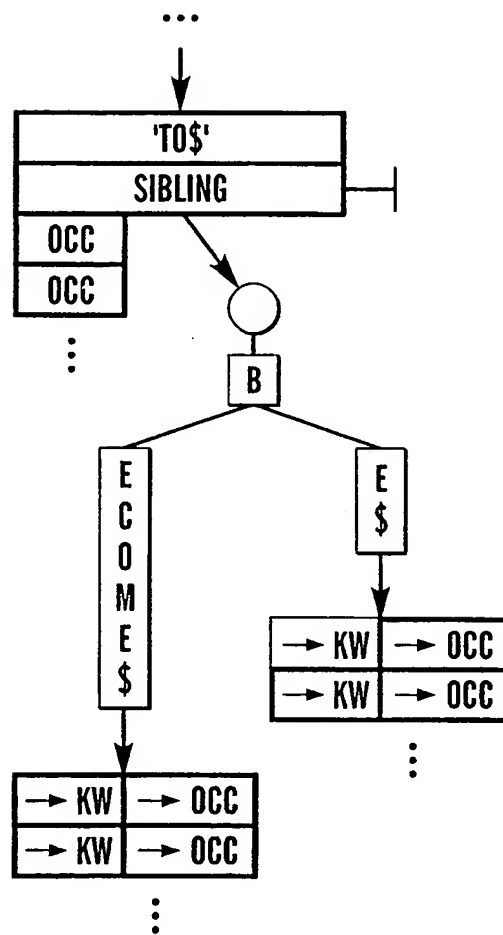 ...
'TO$'
SIBLING
OCC
OCC
...
B
E
C
O
M
E
$
E
$
→ KW → OCC
→ KW → OCC
...
→ KW → OCC
→ KW → OCC
...